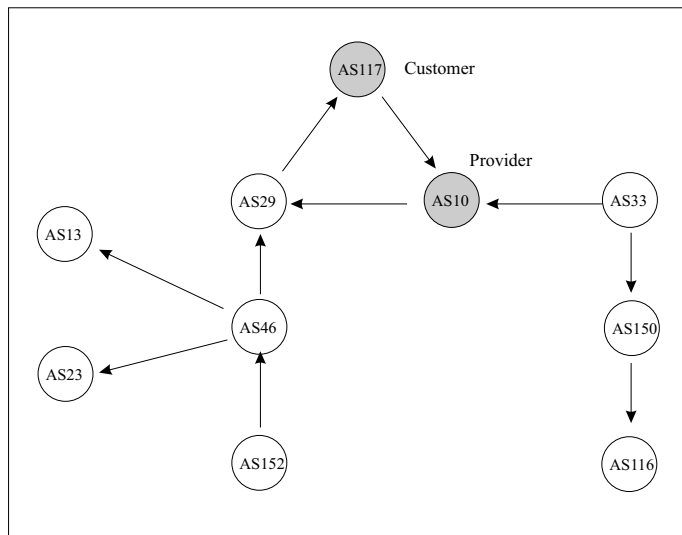 AS117 Customer
Provider
AS29
AS10
AS33
AS13
AS46
AS150
AS23
AS152
AS116